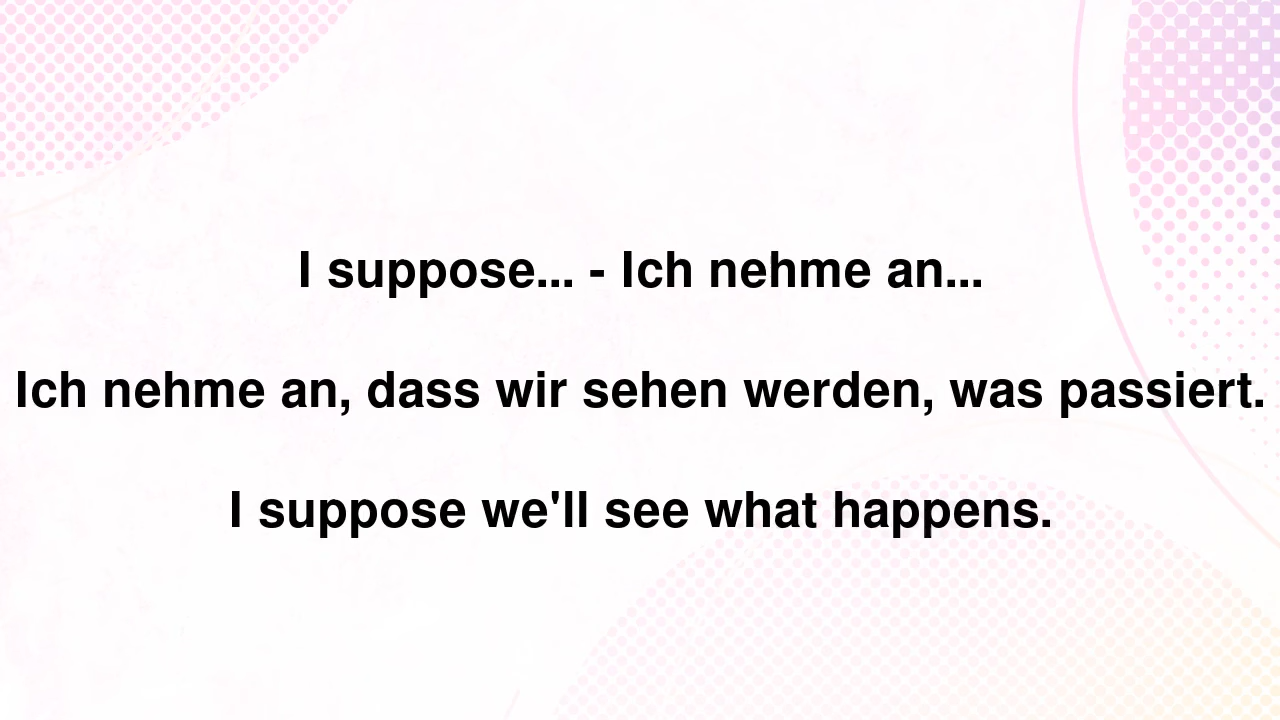 I suppose... - Ich nehme an...
Ich nehme an, dass wir sehen werden, was passiert.
I suppose we'll see what happens.